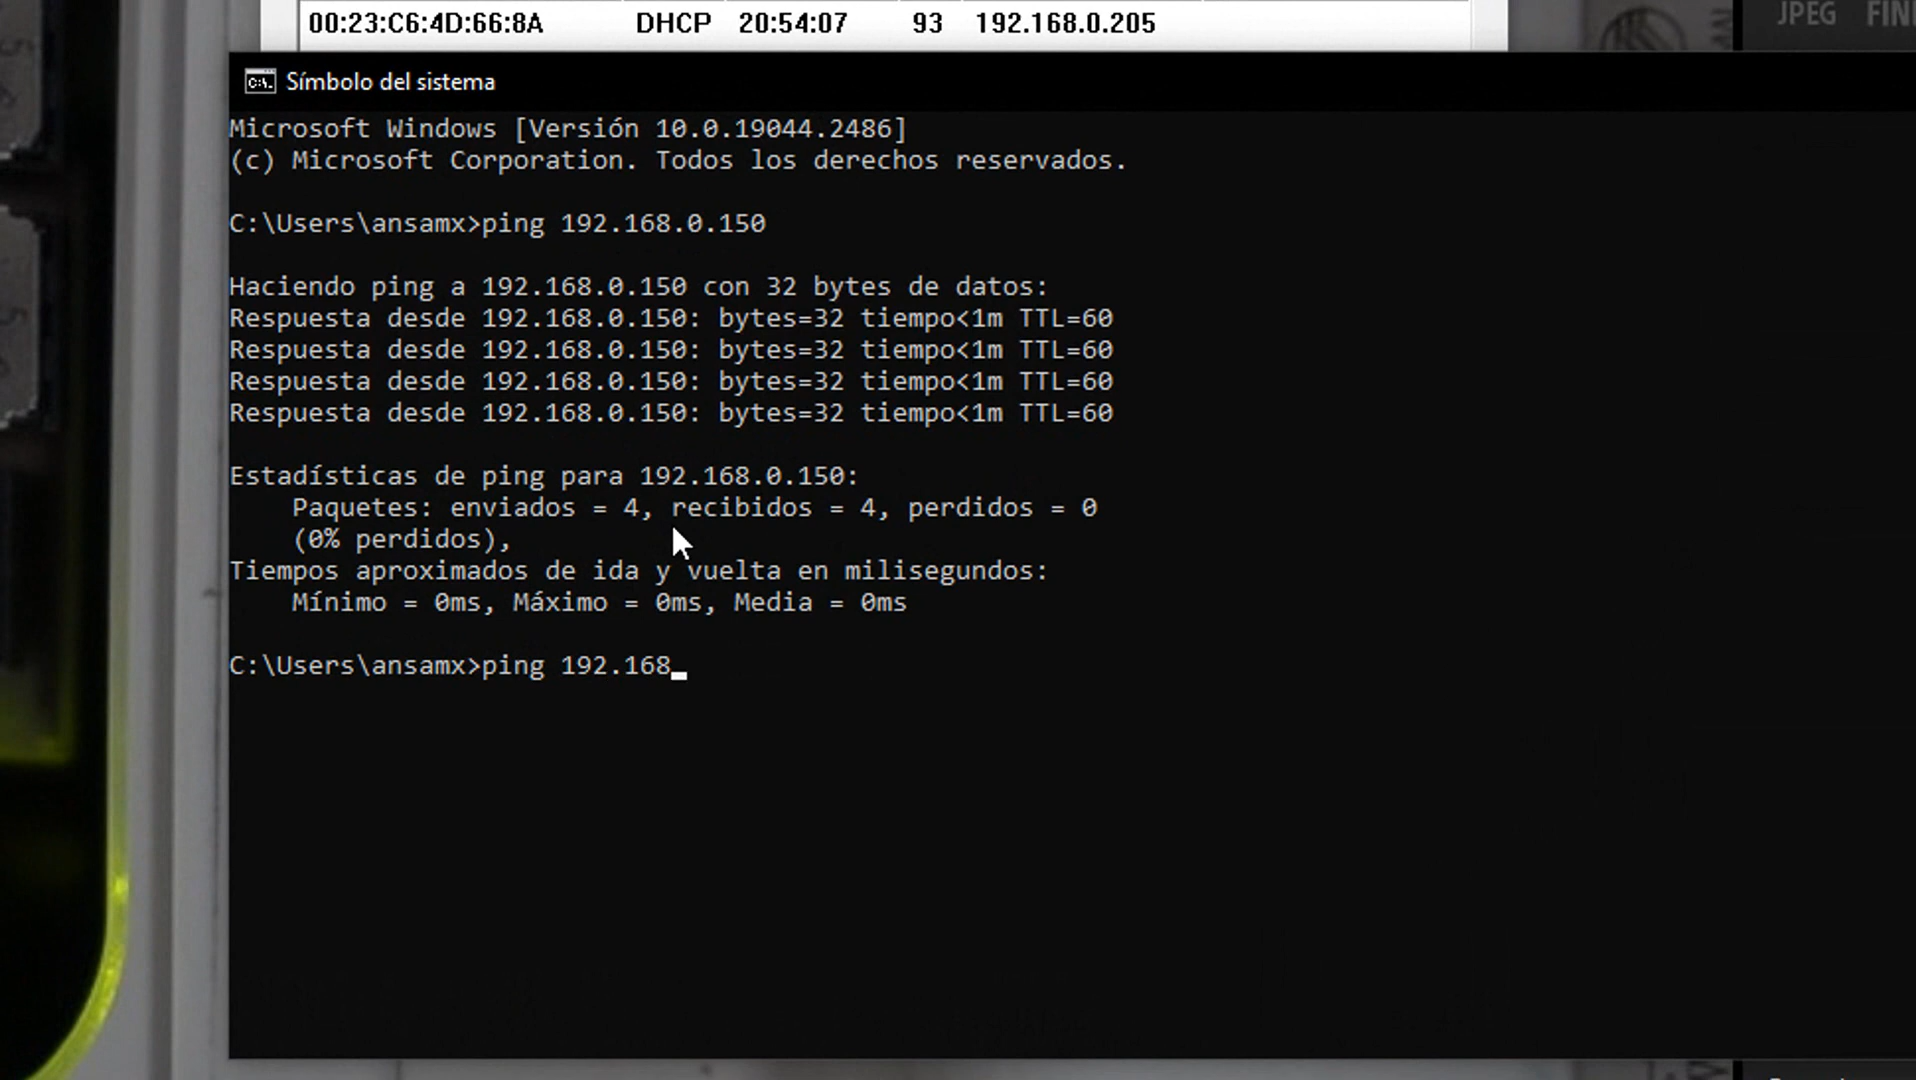 JPEG
00:23:C6:4D:66:8A DHCP 20:54:07 93 192.168.0.205
Símbolo del sistema
Microsoft Windows [Versión 10.0.19044.2486]
(c) Microsoft Corporation. Todos los derechos reservados.
C:\Users\ansamx>ping 192.168.0.150
Haciendo ping a 192.168.0.150 con 32 bytes de datos:
Respuesta desde 192.168.0.150: bytes=32 tiempo<1m TTL=60
Respuesta desde 192.168.0.150: bytes=32 tiempo<1m TTL=60
Respuesta desde 192.168.0.150: bytes=32 tiempo<1m TTL=60
Respuesta desde 192.168.0.150: bytes=32 tiempo<1m TTL=60
Estadísticas de ping para 192.168.0.150:
Paquetes: enviados = 4, recibidos = 4, perdidos = 0
(0% perdidos),
Tiempos aproximados de ida y vuelta en milisegundos:
Mínimo = 0ms, Máximo = 0ms, Media = 0ms
C:\Users\ansamx>ping 192.168_